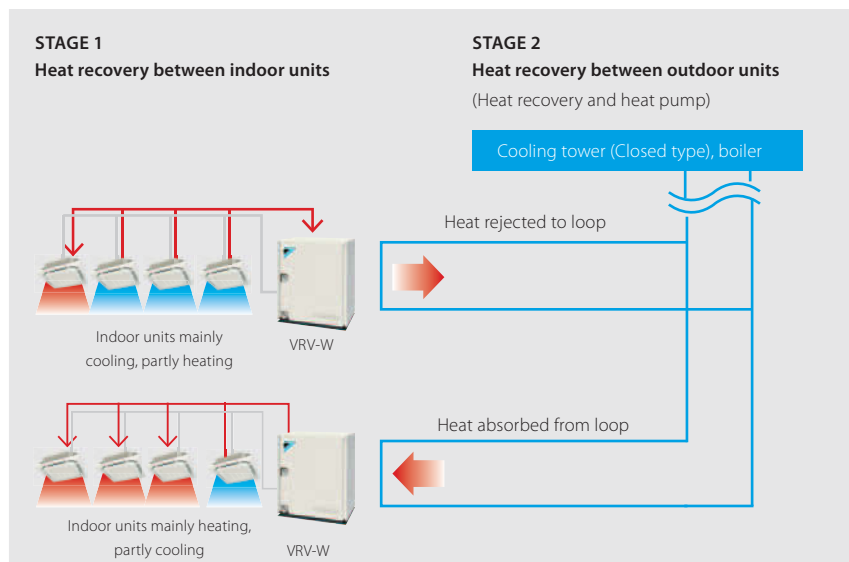 STAGE 1
Heat recovery between indoor units
STAGE 2
Heat recovery between outdoor units
(Heat recovery and heat pump)
Cooling tower (Closed type), boiler
Heat rejected to loop
Indoor units mainly
cooling, partly heating
VRV-W
Heat absorbed from loop
Indoor units mainly heating,
partly cooling
VRV-W